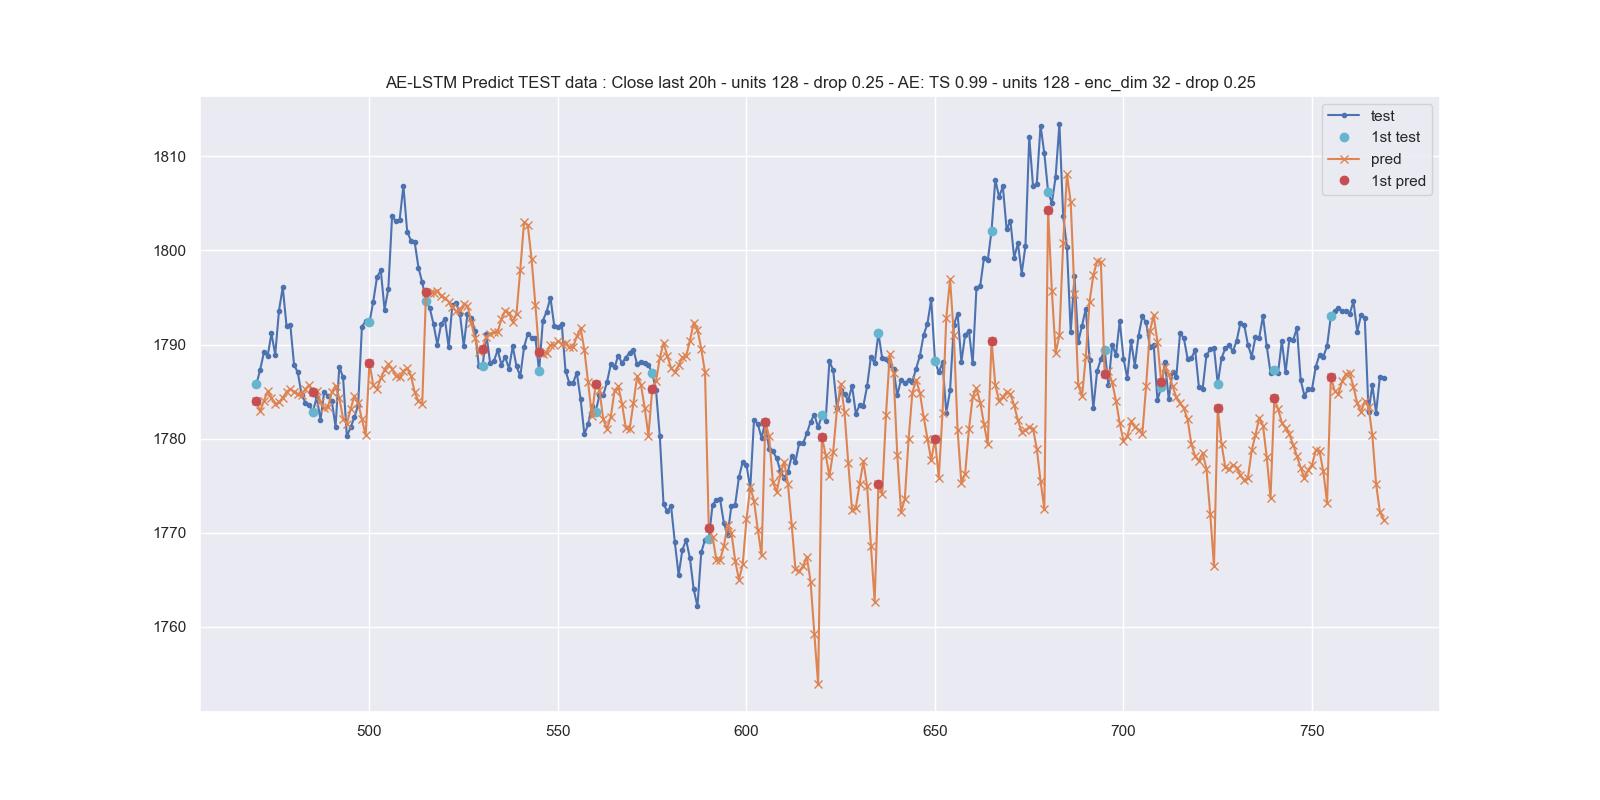 AE-LSTM Predict TEST data : Close last 20h - units 128 - drop 0.25 - AE: TS 0.99 - units 128 - enc_dim 32 - drop 0.25
test
1st test
pred
1st pred
1810
1800
1790
1780
1770
1760
500 550 600 650 700 750